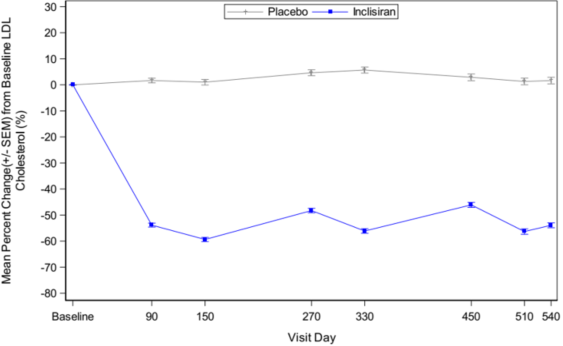 Placebo Inclisiran
Mean Percent Change(+/- SEM) from Baseline LDL
Cholesterol (%)
30
20
10
0
-10
-20
-30
-40
-50
-60
-70
-80
Baseline 90 150 270 330 450 510 540
Visit Day